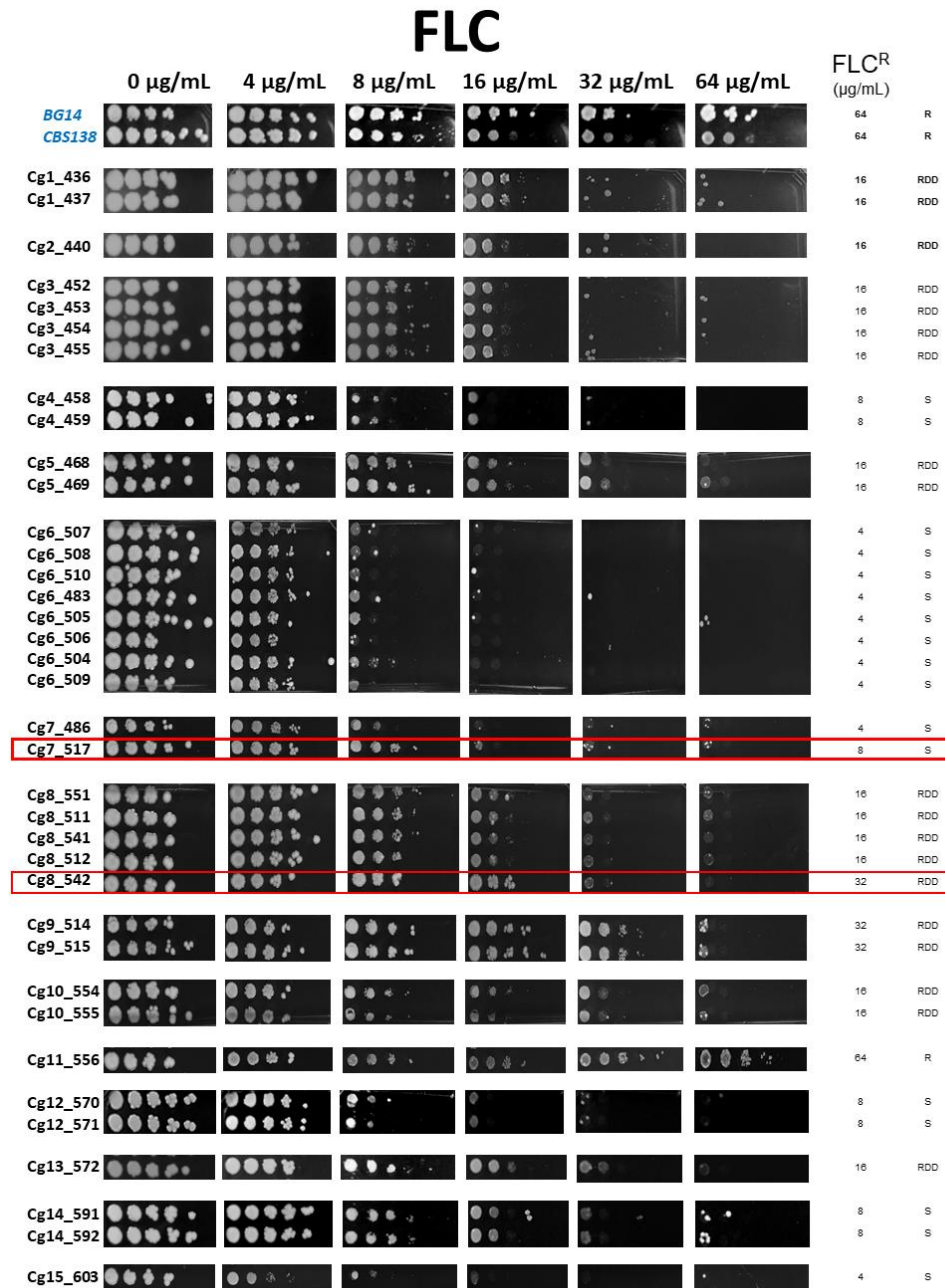 FLC
0 µg/mL 4 µg/mL 8 µg/mL 16 µg/mL 32 µg/mL 64 µg/mL FLCR (µg/mL)
BG14 64 R
CBS138 64 R
Cg1_436 16 RDD
Cg1_437 16 RDD
Cg2_440 16 RDD
Cg3_452 16 RDD
Cg3_453 16 RDD
Cg3_454 16 RDD
Cg3_455 16 RDD
Cg4_458 8 S
Cg4_459 8 S
Cg5_468 16 RDD
Cg5_469 16 RDD
Cg6_507 4 S
Cg6_508 4 S
Cg6_510 4 S
Cg6_483 4 S
Cg6_505 4 S
Cg6_506 4 S
Cg6_504 4 S
Cg6_509 4 S
Cg7_486 4 S
Cg7_517 8 S
Cg8_551 16 RDD
Cg8_511 16 RDD
Cg8_541 16 RDD
Cg8_512 16 RDD
Cg8_542 32 RDD
Cg9_514 32 RDD
Cg9_515 32 RDD
Cg10_554 16 RDD
Cg10_555 16 RDD
Cg11_556 64 R
Cg12_570 8 S
Cg12_571 8 S
Cg13_572 16 RDD
Cg14_591 8 S
Cg14_592 8 S
Cg15_603 4 S